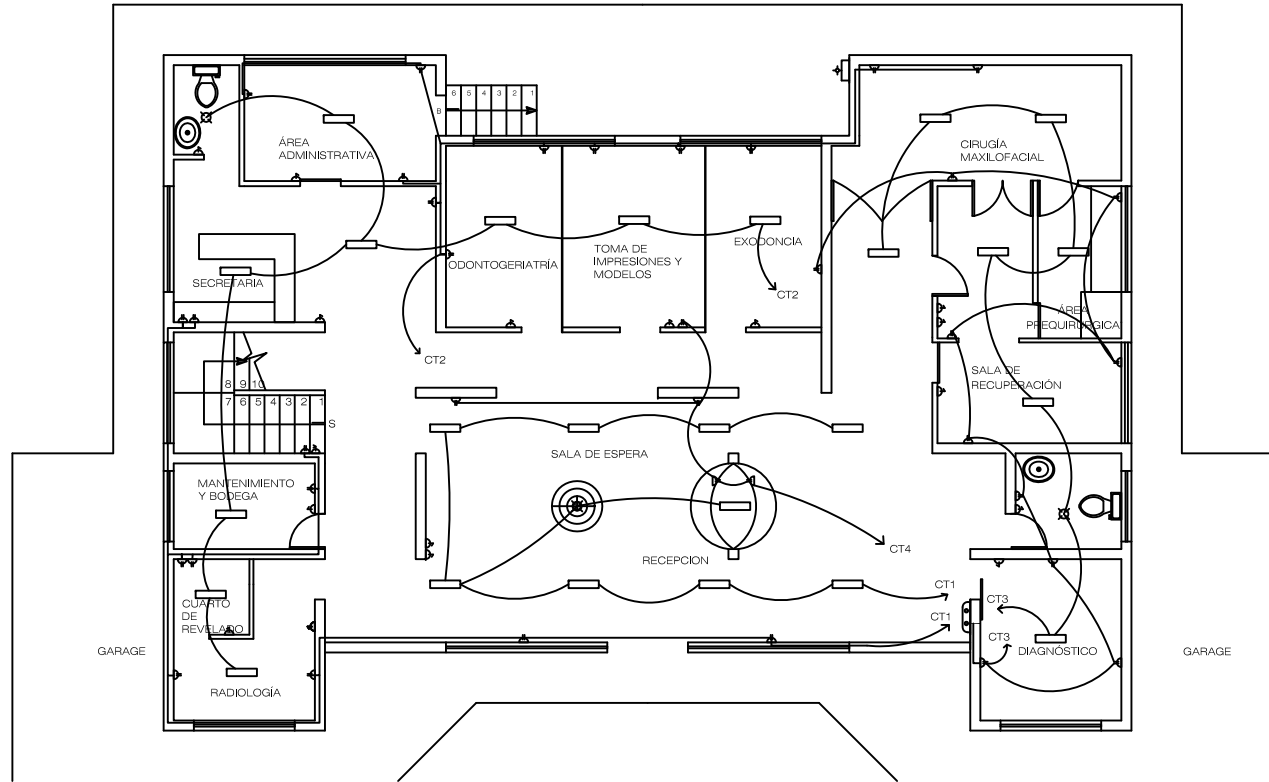 6 5 4 3 2 1
B
ÁREA
ADMINISTRATIVA
CIRUGÍA
MAXILOFACIAL
ODONTOGERIATRÍA
TOMA DE
IMPRESIONES Y
MODELOS
EXODONCIA
SECRETARIA
CT2
CT2
ÁREA
PREQUIRÚRGICA
8 9 10
7 6 5 4 3 2 1
S
SALA DE
RECUPERACIÓN
SALA DE ESPERA
MANTENIMIENTO
Y BODEGA
CT4
RECEPCION
CT1
CT3
CUARTO
DE
REVELADO
CT1
CT3
GARAGE
DIAGNÓSTICO
GARAGE
RADIOLOGÍA